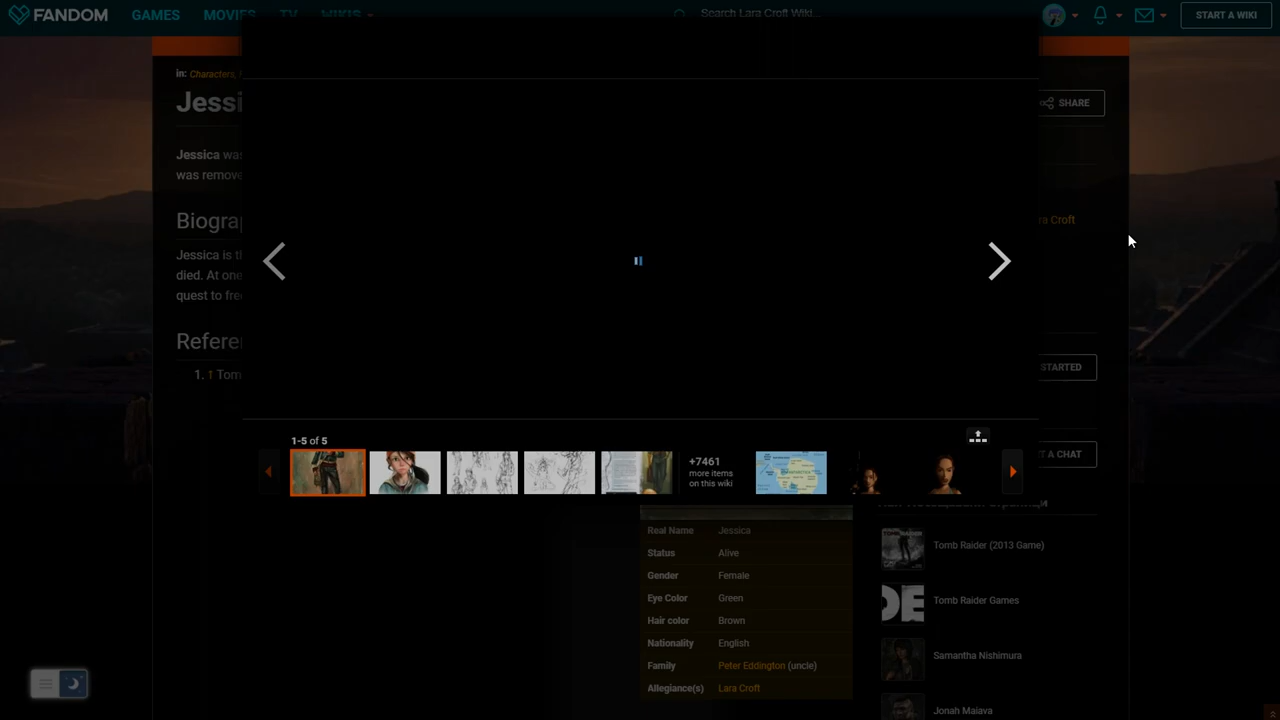 FANDOM
GAMES
MOVIES
TV
WIKIS
Search Lara Croft Wiki...
START A WIKI
in: Characters,
Jessi
SHARE
Jessica was
was remove
Biograp
ra Croft
Jessica is th
died. At one
quest to fre
Refere
1. ↑ Tom
STARTED
1-5 of 5
T A CHAT
+7461
more items
on this wiki
Real Name Jessica
Status Alive
Gender Female
Eye Color Green
Hair color Brown
Nationality English
Family Peter Eddington (uncle)
Allegiance(s) Lara Croft
Tomb Raider (2013 Game)
Tomb Raider Games
Samantha Nishimura
Jonah Maiava